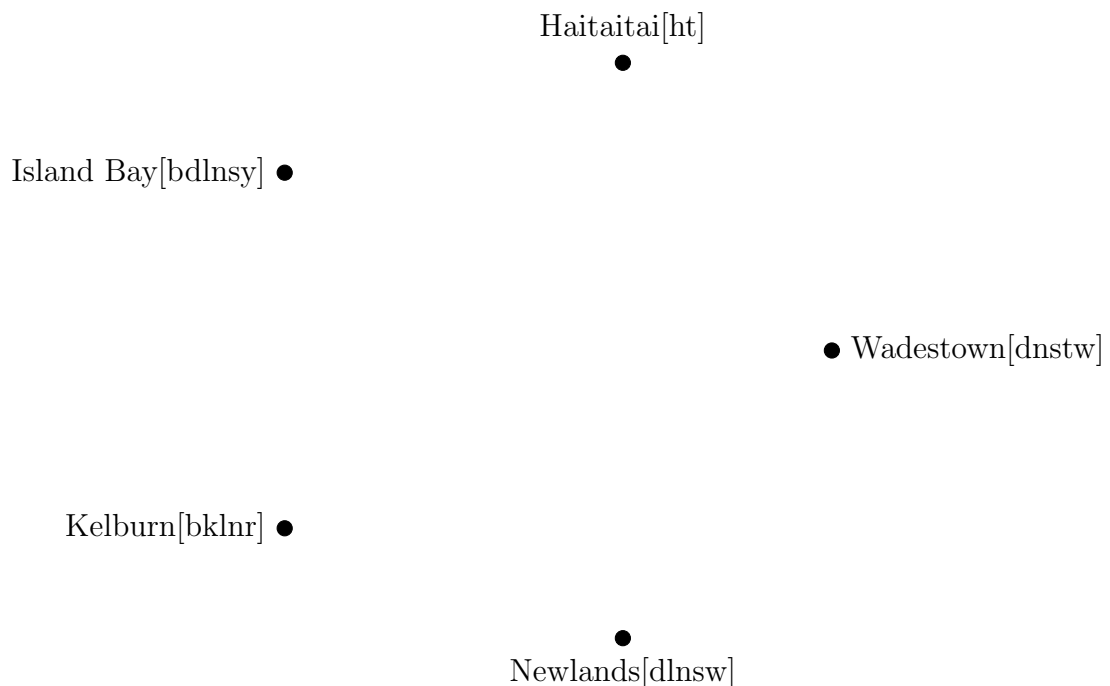 Haitaitai[ht]
Island Bay[bdlnsy]
Wadestown[dnstw]
Kelburn[bklnr]
Newlands[dlnsw]